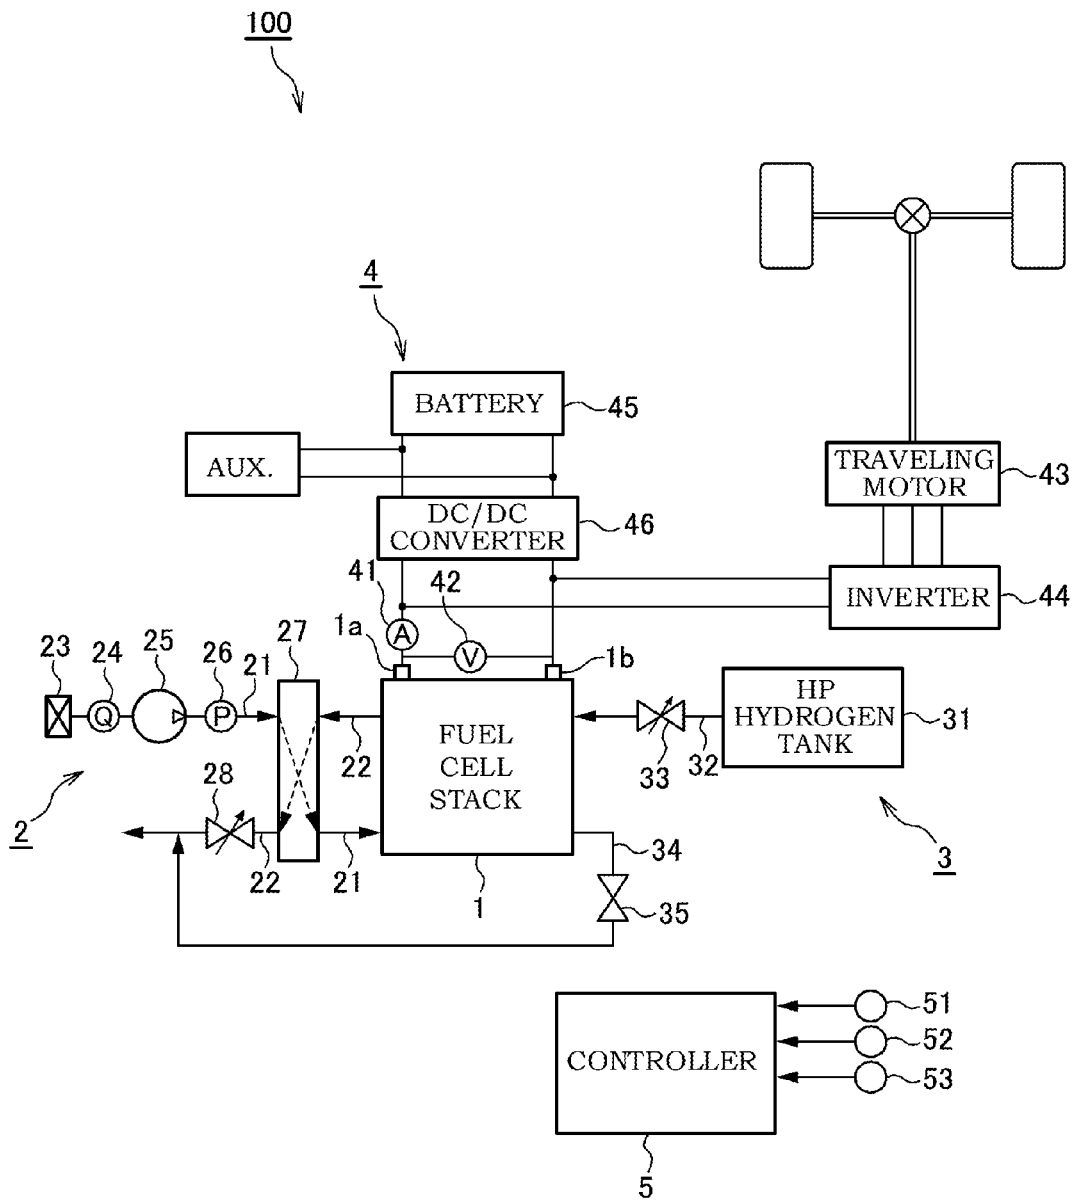 100
4
BATTERY
45
AUX.
DC/DC
CONVERTER
46
TRAVELING
MOTOR
43
41
42
A
V
INVERTER
44
1a
1b
23
24
25
26
21
27
Q
P
22
FUEL
CELL
STACK
HP
HYDROGEN
TANK
31
33
32
28
2
22
21
1
34
35
3
CONTROLLER
51
52
53
5